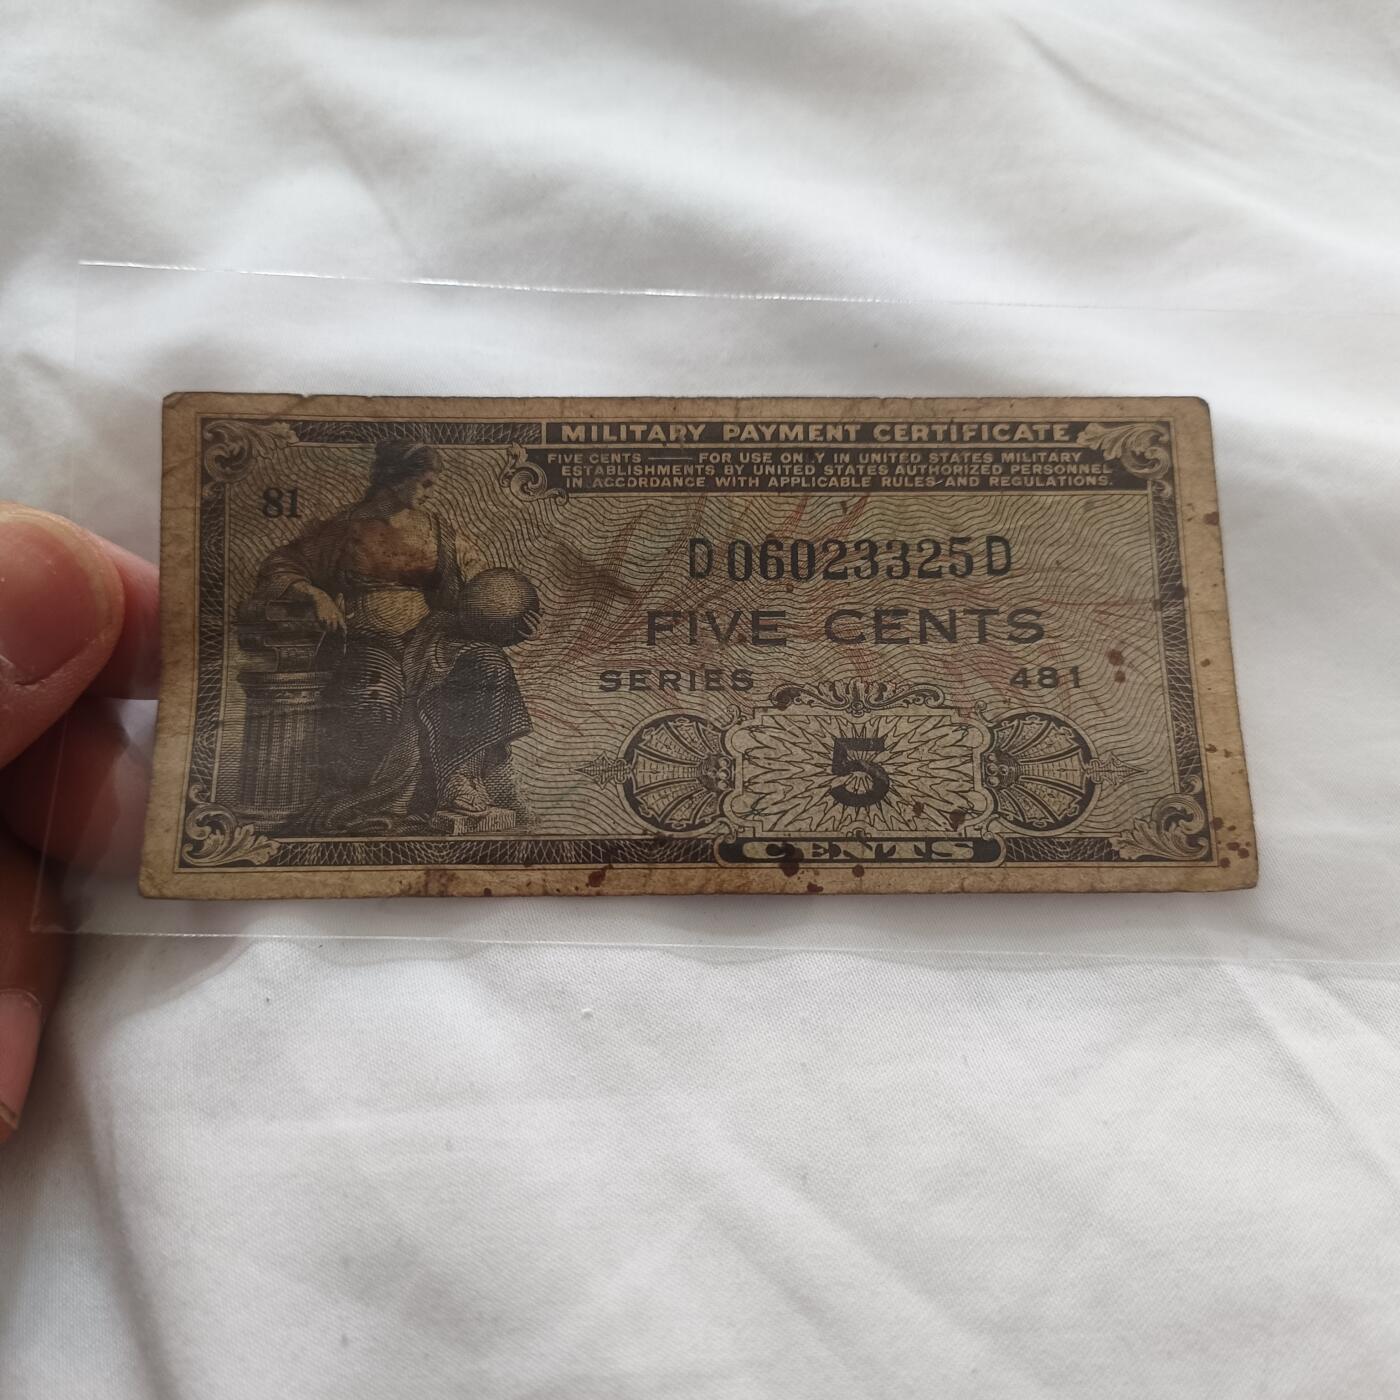 MILITARY PAYMENT CERTIFICATE
FIVE CENTS — FOR USE ONLY IN UNITED STATES MILITARY
ESTABLISHMENTS BY UNITED STATES AUTHORIZED PERSONNEL
IN ACCORDANCE WITH APPLICABLE RULES AND REGULATIONS.
81
D06023325D
FIVE CENTS
SERIES 481
5
CENTS